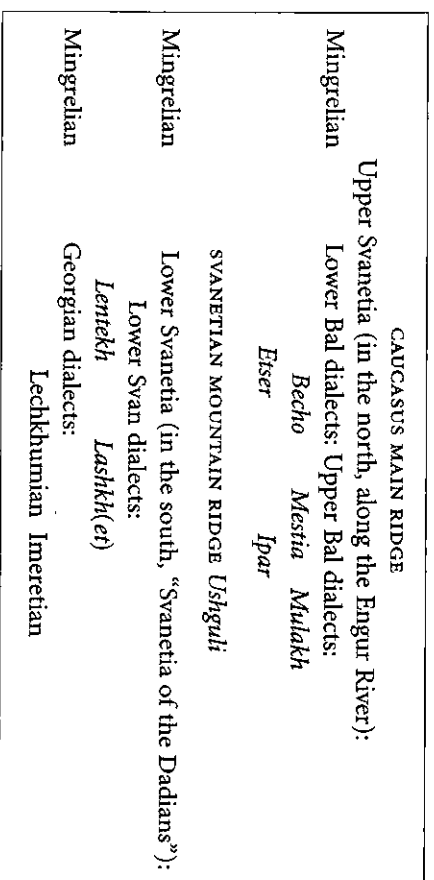 CAUCASUS MAIN RIDGE
Upper Svanetia (in the north, along the Engur River):
Mingrelian Lower Bal dialects: Upper Bal dialects:
Becho Mestia Mulakh
Etser Ipar
SVANETIAN MOUNTAIN RIDGE Ushguli
Mingrelian Lower Svanetia (in the south, “Svanetia of the Dadians”):
Lower Svan dialects:
Lentekh Lashkh(et)
Mingrelian Georgian dialects:
Lechkhumian Imeretian